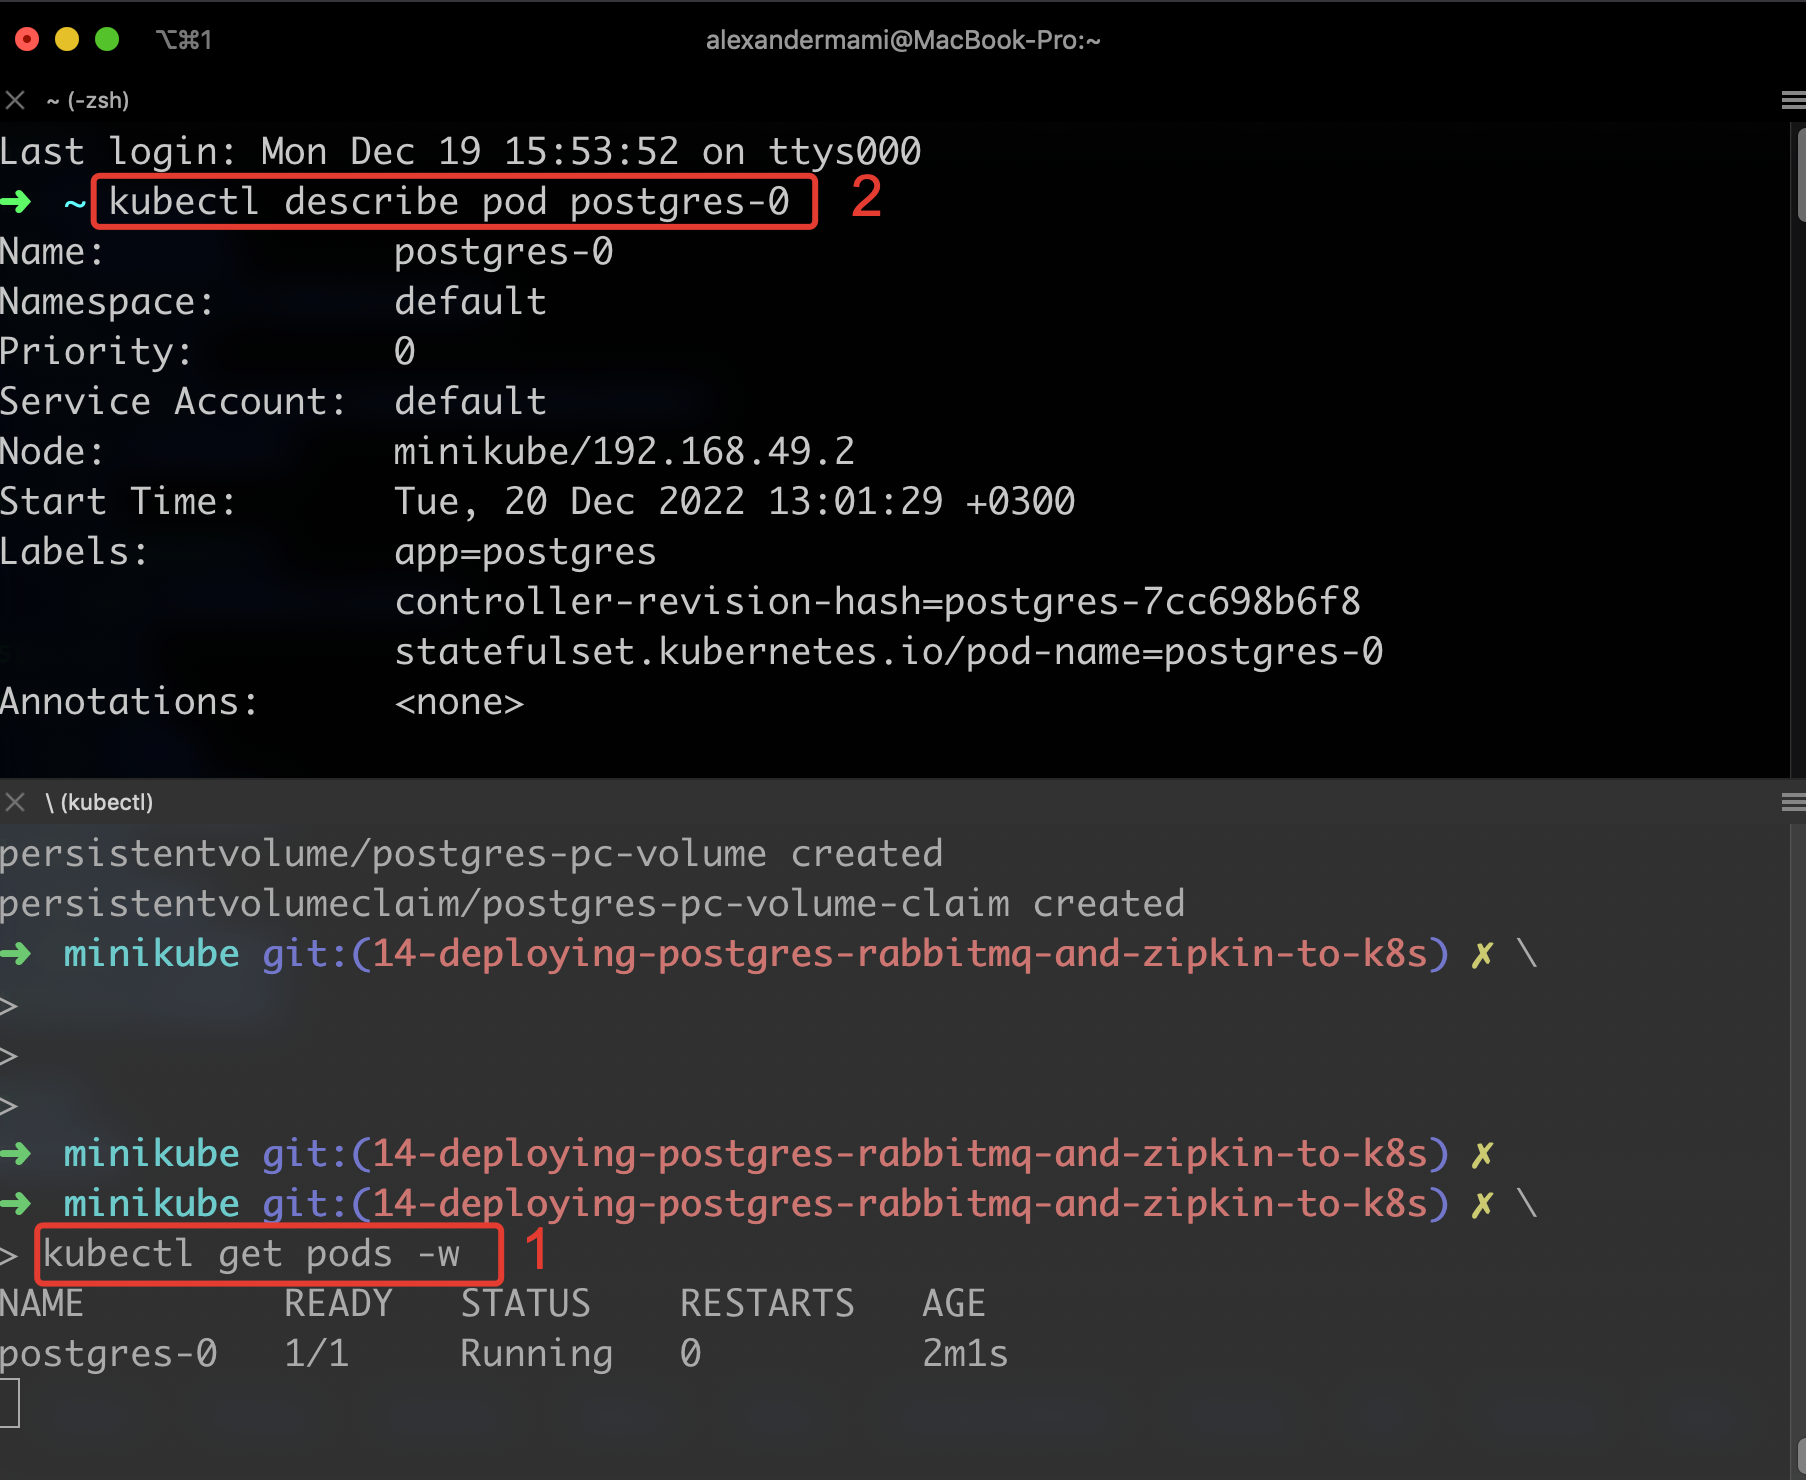 ⌥⌘1 alexandermami@MacBook-Pro:~
~ (-zsh)
Last login: Mon Dec 19 15:53:52 on ttys000
➜ ~ kubectl describe pod postgres-0 2
Name: postgres-0
Namespace: default
Priority: 0
Service Account: default
Node: minikube/192.168.49.2
Start Time: Tue, 20 Dec 2022 13:01:29 +0300
Labels: app=postgres
controller-revision-hash=postgres-7cc698b6f8
statefulset.kubernetes.io/pod-name=postgres-0
Annotations: <none>
\ (kubectl)
persistentvolume/postgres-pc-volume created
persistentvolumeclaim/postgres-pc-volume-claim created
➜ minikube git:(14-deploying-postgres-rabbitmq-and-zipkin-to-k8s) ✗ \
>
>
>
➜ minikube git:(14-deploying-postgres-rabbitmq-and-zipkin-to-k8s) ✗
➜ minikube git:(14-deploying-postgres-rabbitmq-and-zipkin-to-k8s) ✗ \
> kubectl get pods -w 1
NAME READY STATUS RESTARTS AGE
postgres-0 1/1 Running 0 2m1s